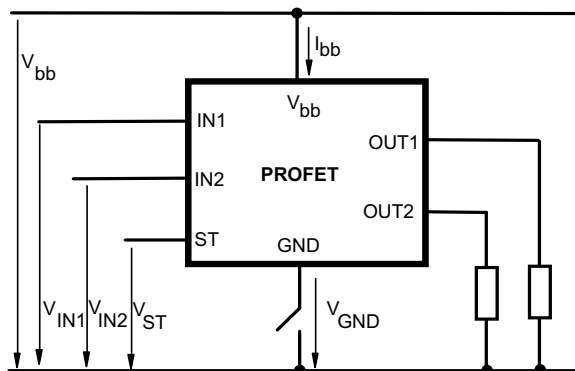 V_bb
I_bb
V_bb
IN1
OUT1
IN2
PROFET
OUT2
ST
GND
V_IN1
V_IN2
V_ST
V_GND